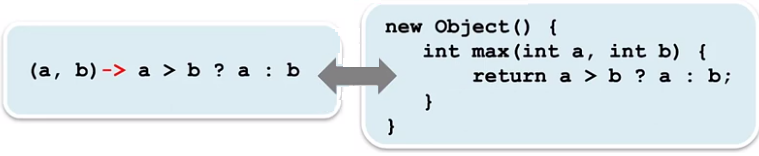 (a, b)-> a > b ? a : b
new Object() {
int max(int a, int b) {
return a > b ? a : b;
}
}